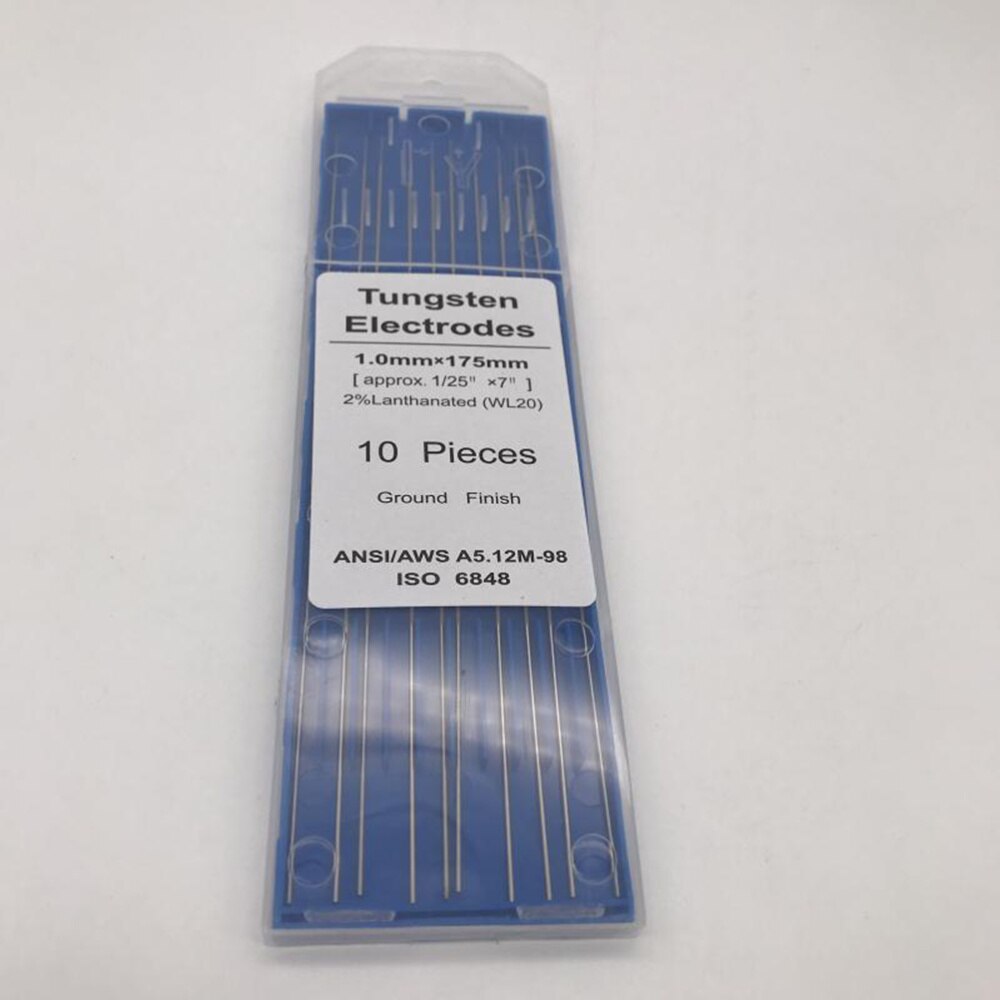 Tungsten
Electrodes
1.0mm×175mm
[ approx. 1/25" ×7" ]
2%Lanthanated (WL20)
10 Pieces
Ground Finish
ANSI/AWS A5.12M-98
ISO 6848